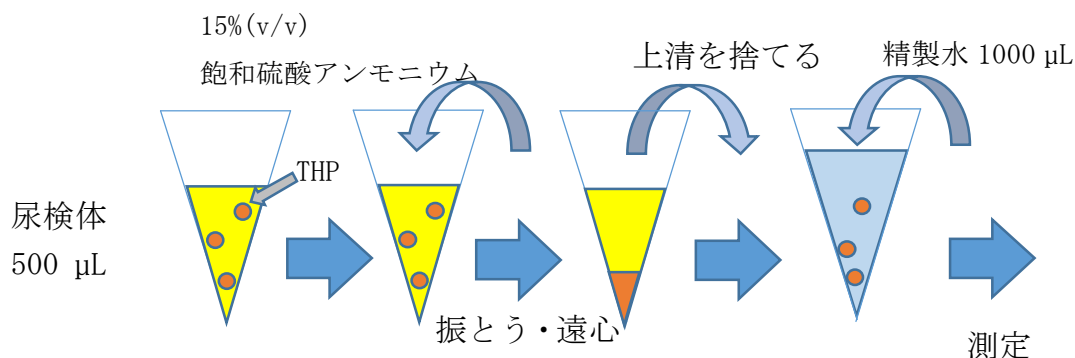 15%(v/v)
飽和硫酸アンモニウム
上清を捨てる
精製水 1000 μL
THP
尿検体
500 μL
振とう・遠心
測定